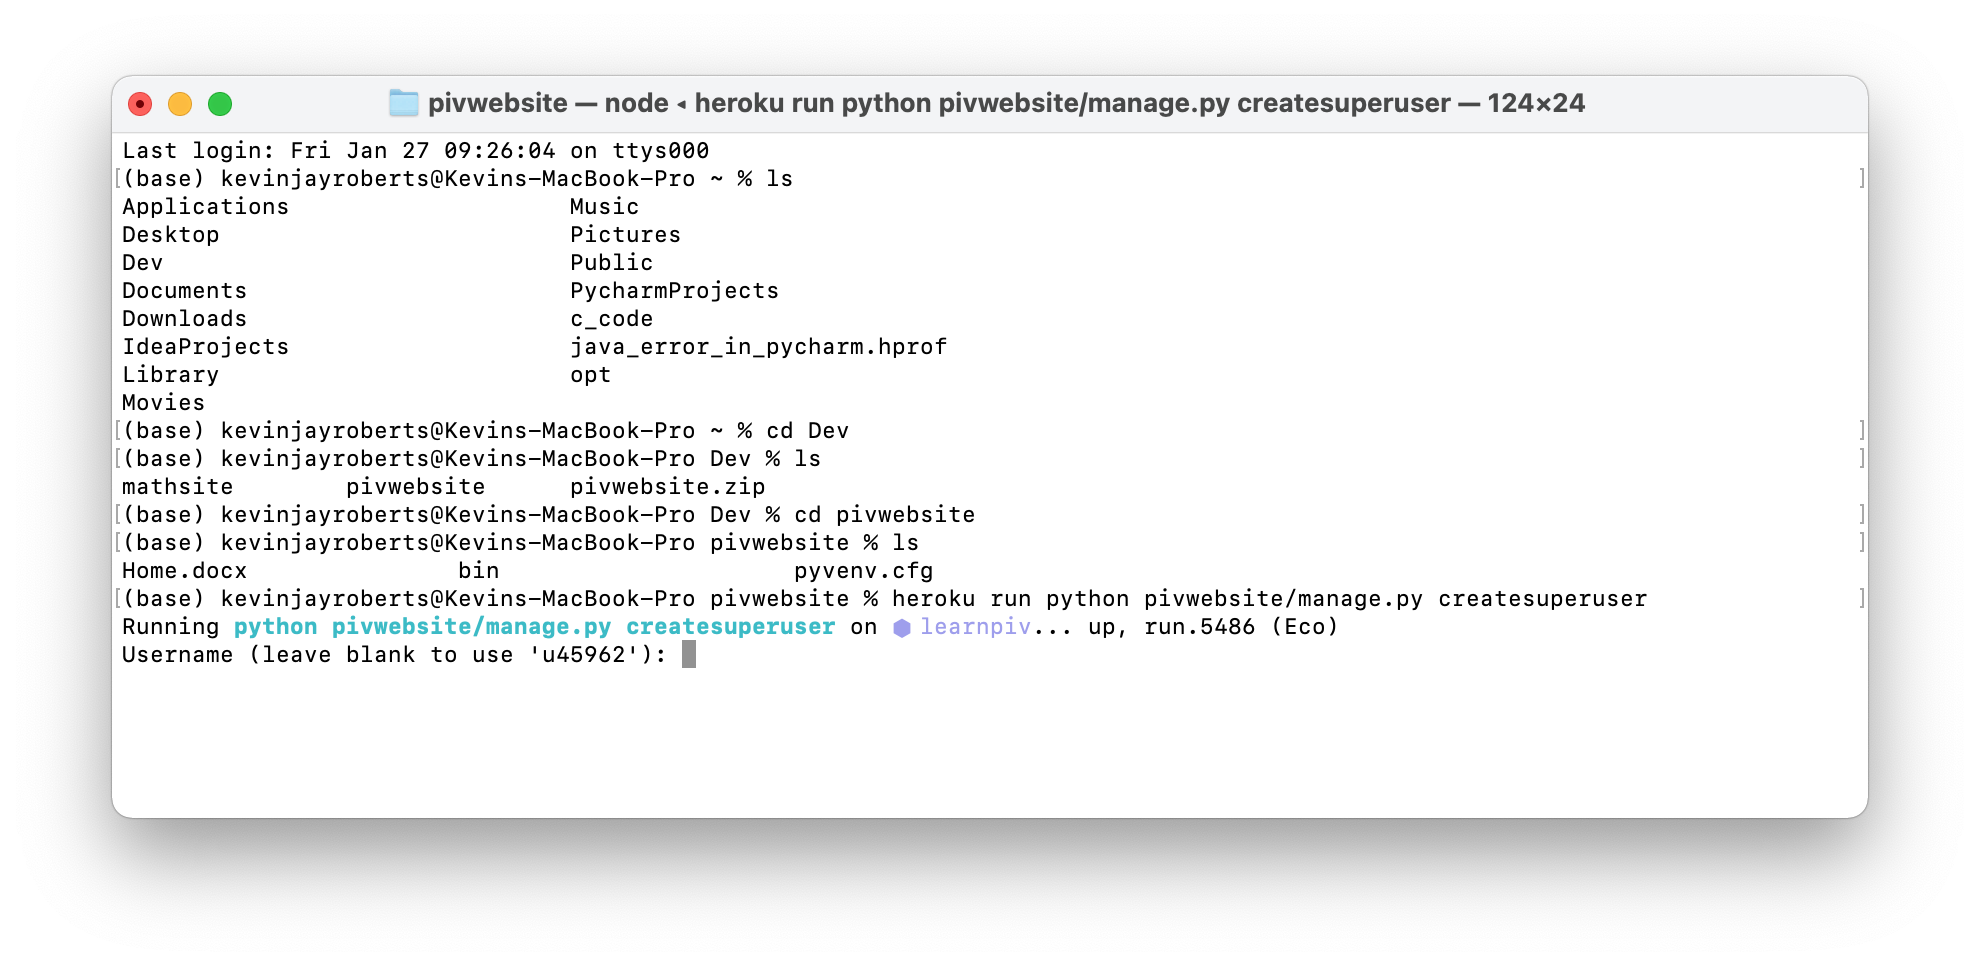 pivwebsite — node ◂ heroku run python pivwebsite/manage.py createsuperuser — 124×24
Last login: Fri Jan 27 09:26:04 on ttys000
[(base) kevinjayroberts@Kevins-MacBook-Pro ~ % ls ]
Applications Music
Desktop Pictures
Dev Public
Documents PycharmProjects
Downloads c_code
IdeaProjects java_error_in_pycharm.hprof
Library opt
Movies
[(base) kevinjayroberts@Kevins-MacBook-Pro ~ % cd Dev ]
[(base) kevinjayroberts@Kevins-MacBook-Pro Dev % ls ]
mathsite pivwebsite pivwebsite.zip
[(base) kevinjayroberts@Kevins-MacBook-Pro Dev % cd pivwebsite ]
[(base) kevinjayroberts@Kevins-MacBook-Pro pivwebsite % ls ]
Home.docx bin pyvenv.cfg
[(base) kevinjayroberts@Kevins-MacBook-Pro pivwebsite % heroku run python pivwebsite/manage.py createsuperuser ]
Running python pivwebsite/manage.py createsuperuser on ⬢ learnpiv... up, run.5486 (Eco)
Username (leave blank to use 'u45962'):